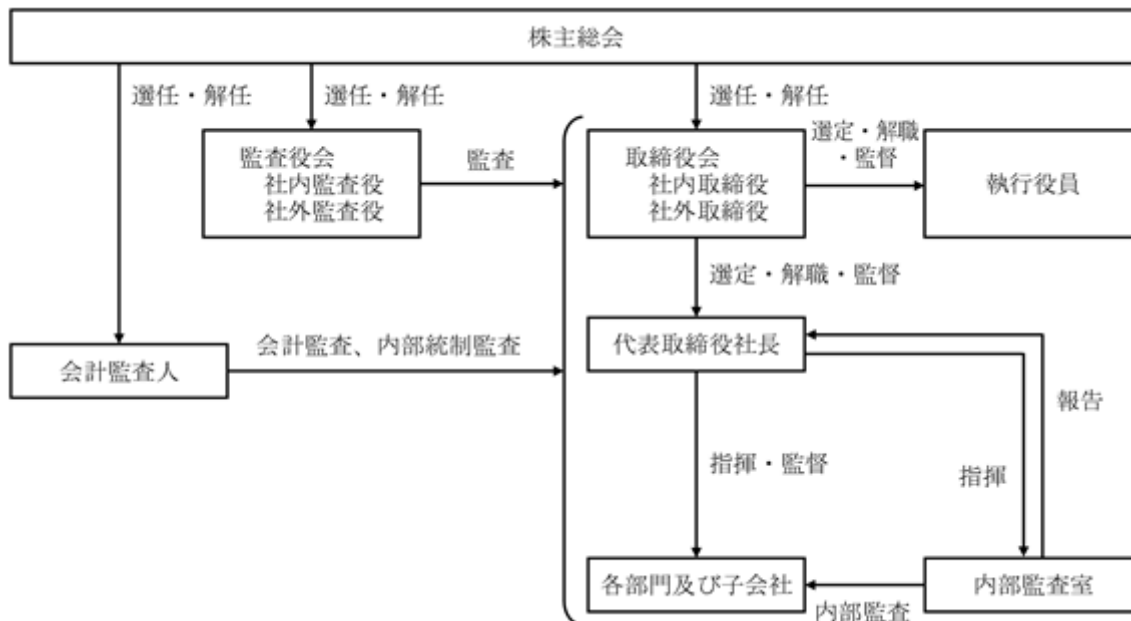 株主総会
選任・解任
選任・解任
選任・解任
監査役会
社内監査役
社外監査役
監査
取締役会
社内取締役
社外取締役
選定・解職
・監督
執行役員
選定・解職・監督
会計監査人
会計監査、内部統制監査
代表取締役社長
報告
指揮・監督
指揮
各部門及び子会社
内部監査
内部監査室